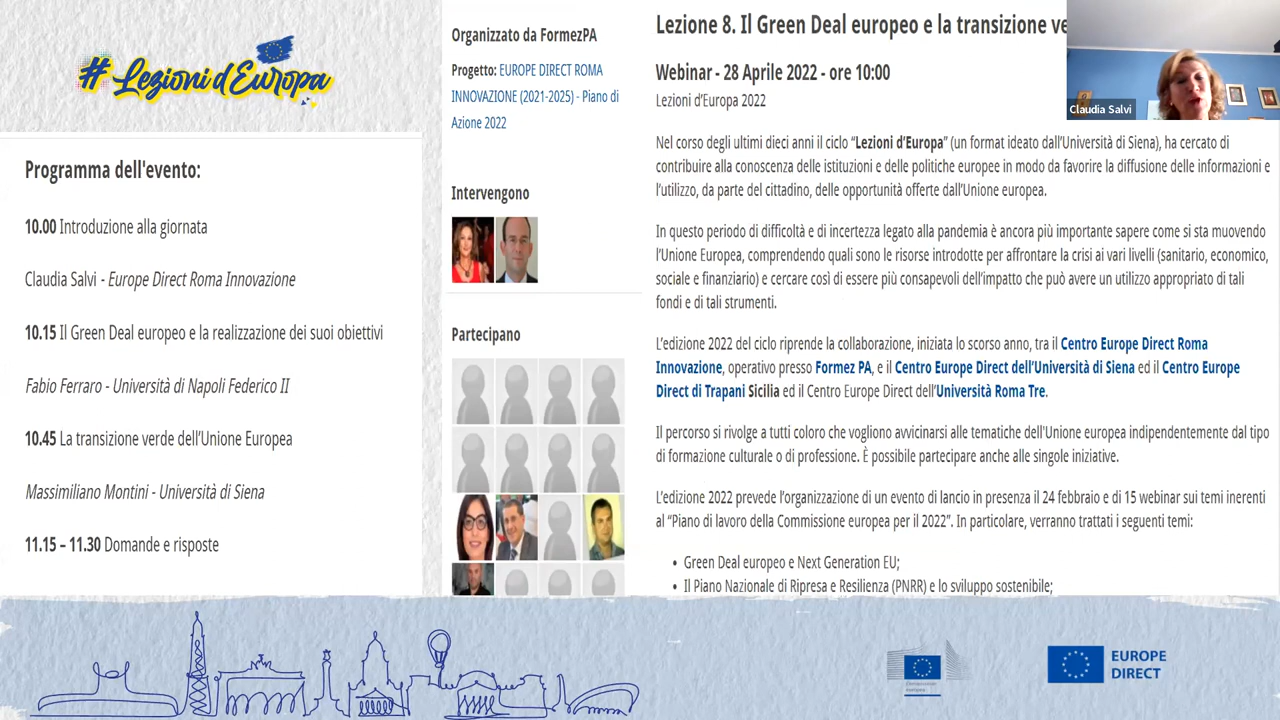 #Lezioni d'Europa
Programma dell'evento:
10.00 Introduzione alla giornata
Claudia Salvi - Europe Direct Roma Innovazione
10.15 Il Green Deal europeo e la realizzazione dei suoi obiettivi
Fabio Ferraro - Università di Napoli Federico II
10.45 La transizione verde dell'Unione Europea
Massimiliano Montini - Università di Siena
11.15 – 11.30 Domande e risposte
Organizzato da FormezPA
Progetto: EUROPE DIRECT ROMA
INNOVAZIONE (2021-2025) - Piano di
Azione 2022
Intervengono
Partecipano
Lezione 8. Il Green Deal europeo e la transizione ve
Webinar - 28 Aprile 2022 - ore 10:00
Lezioni d'Europa 2022
Nel corso degli ultimi dieci anni il ciclo “Lezioni d'Europa” (un format ideato dall'Università di Siena), ha cercato di
contribuire alla conoscenza delle istituzioni e delle politiche europee in modo da favorire la diffusione delle informazioni e
l'utilizzo, da parte del cittadino, delle opportunità offerte dall'Unione europea.
In questo periodo di difficoltà e di incertezza legato alla pandemia è ancora più importante sapere come si sta muovendo
l'Unione Europea, comprendendo quali sono le risorse introdotte per affrontare la crisi ai vari livelli (sanitario, economico,
sociale e finanziario) e cercare così di essere più consapevoli dell'impatto che può avere un utilizzo appropriato di tali
fondi e di tali strumenti.
L'edizione 2022 del ciclo riprende la collaborazione, iniziata lo scorso anno, tra il Centro Europe Direct Roma
Innovazione, operativo presso Formez PA, e il Centro Europe Direct dell'Università di Siena ed il Centro Europe
Direct di Trapani Sicilia ed il Centro Europe Direct dell'Università Roma Tre.
Il percorso si rivolge a tutti coloro che vogliono avvicinarsi alle tematiche dell'Unione europea indipendentemente dal tipo
di formazione culturale o di professione. È possibile partecipare anche alle singole iniziative.
L'edizione 2022 prevede l'organizzazione di un evento di lancio in presenza il 24 febbraio e di 15 webinar sui temi inerenti
al “Piano di lavoro della Commissione europea per il 2022”. In particolare, verranno trattati i seguenti temi:
• Green Deal europeo e Next Generation EU;
• Il Piano Nazionale di Ripresa e Resilienza (PNRR) e lo sviluppo sostenibile;
Claudia Salvi
EUROPE
DIRECT